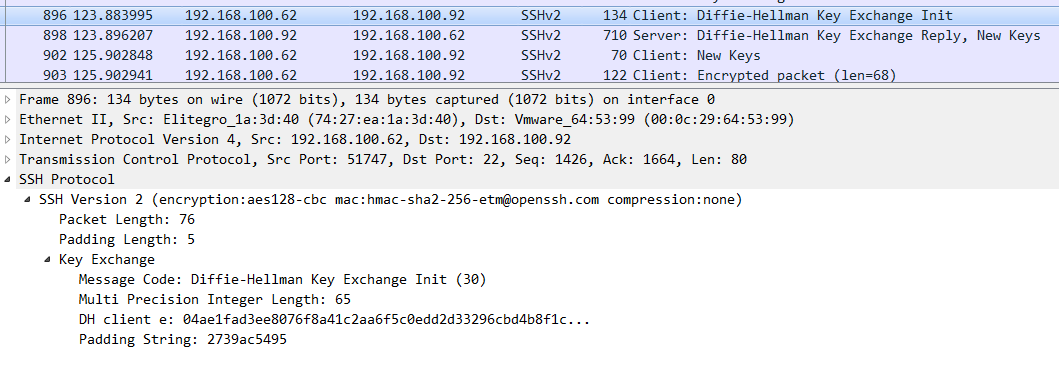 896 123.883995 192.168.100.62 192.168.100.92 SSHv2 134 Client: Diffie-Hellman Key Exchange Init
898 123.896207 192.168.100.92 192.168.100.62 SSHv2 710 Server: Diffie-Hellman Key Exchange Reply, New Keys
902 125.902848 192.168.100.62 192.168.100.92 SSHv2 70 Client: New Keys
903 125.902941 192.168.100.62 192.168.100.92 SSHv2 122 Client: Encrypted packet (len=68)
Frame 896: 134 bytes on wire (1072 bits), 134 bytes captured (1072 bits) on interface 0
Ethernet II, Src: Elitegro_1a:3d:40 (74:27:ea:1a:3d:40), Dst: Vmware_64:53:99 (00:0c:29:64:53:99)
Internet Protocol Version 4, Src: 192.168.100.62, Dst: 192.168.100.92
Transmission Control Protocol, Src Port: 51747, Dst Port: 22, Seq: 1426, Ack: 1664, Len: 80
SSH Protocol
SSH Version 2 (encryption:aes128-cbc mac:hmac-sha2-256-etm@openssh.com compression:none)
Packet Length: 76
Padding Length: 5
Key Exchange
Message Code: Diffie-Hellman Key Exchange Init (30)
Multi Precision Integer Length: 65
DH client e: 04ae1fad3ee8076f8a41c2aa6f5c0edd2d33296cbd4b8f1c...
Padding String: 2739ac5495